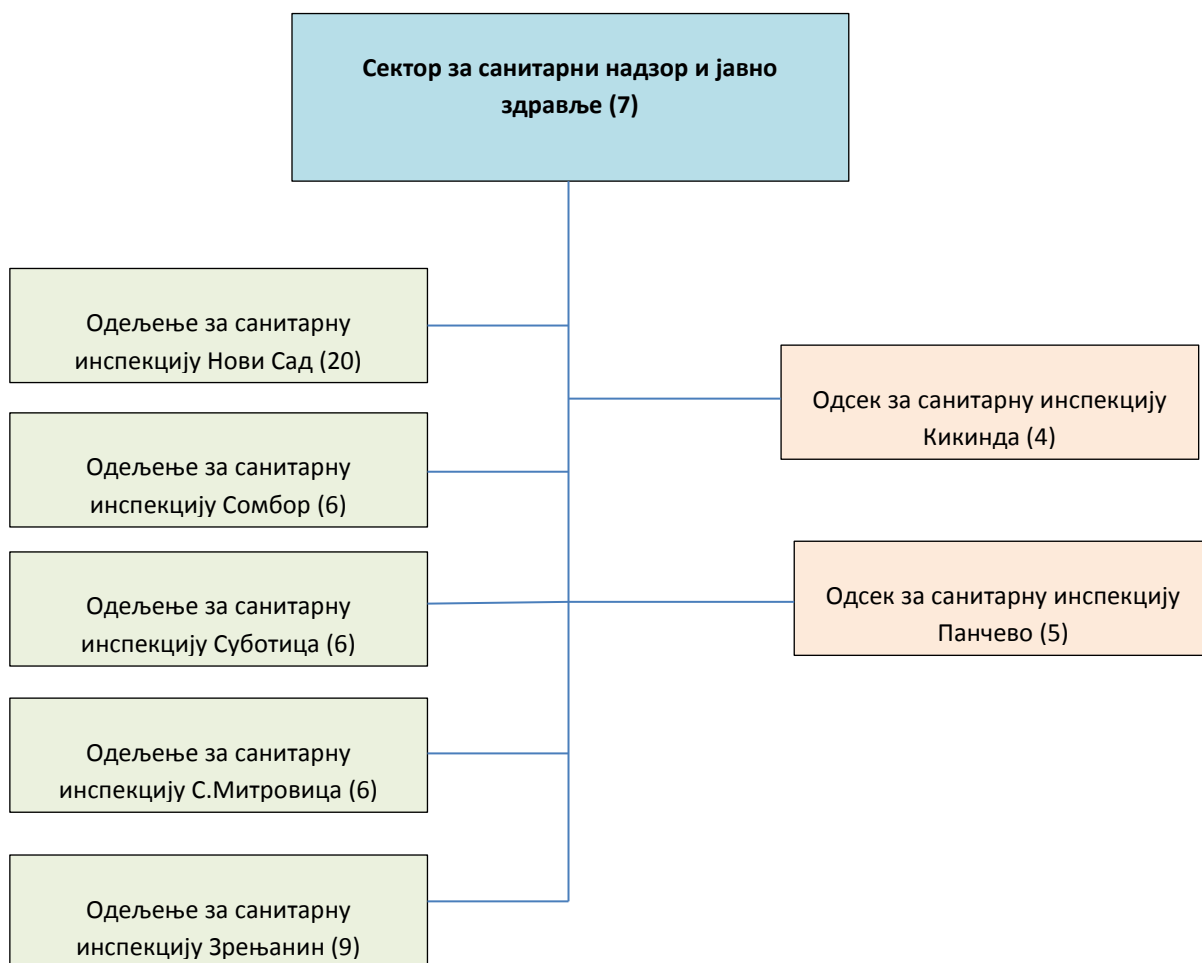 Сектор за санитарни надзор и јавно
здравље (7)
Одељење за санитарну
инспекцију Нови Сад (20)
Одсек за санитарну инспекцију
Кикинда (4)
Одељење за санитарну
инспекцију Сомбор (6)
Одељење за санитарну
инспекцију Суботица (6)
Одсек за санитарну инспекцију
Панчево (5)
Одељење за санитарну
инспекцију С.Митровица (6)
Одељење за санитарну
инспекцију Зрењанин (9)